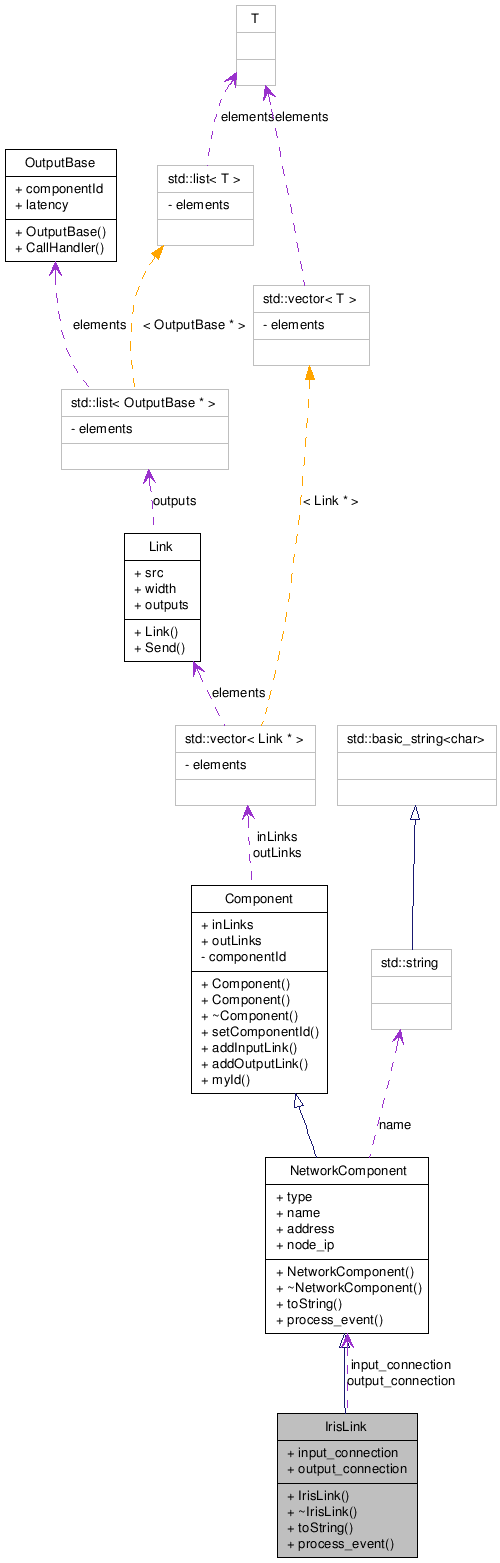 T
elements
elements
OutputBase
+ componentId
+ latency
+ OutputBase()
+ CallHandler()
std::list< T >
- elements
std::vector< T >
- elements
elements
< OutputBase * >
std::list< OutputBase * >
- elements
outputs
< Link * >
Link
+ src
+ width
+ outputs
+ Link()
+ Send()
elements
std::vector< Link * >
- elements
std::basic_string<char>
inLinks
outLinks
Component
+ inLinks
+ outLinks
- componentId
+ Component()
+ Component()
+ ~Component()
+ setComponentId()
+ addInputLink()
+ addOutputLink()
+ myId()
std::string
name
NetworkComponent
+ type
+ name
+ address
+ node_ip
+ NetworkComponent()
+ ~NetworkComponent()
+ toString()
+ process_event()
input_connection
output_connection
IrisLink
+ input_connection
+ output_connection
+ IrisLink()
+ ~IrisLink()
+ toString()
+ process_event()